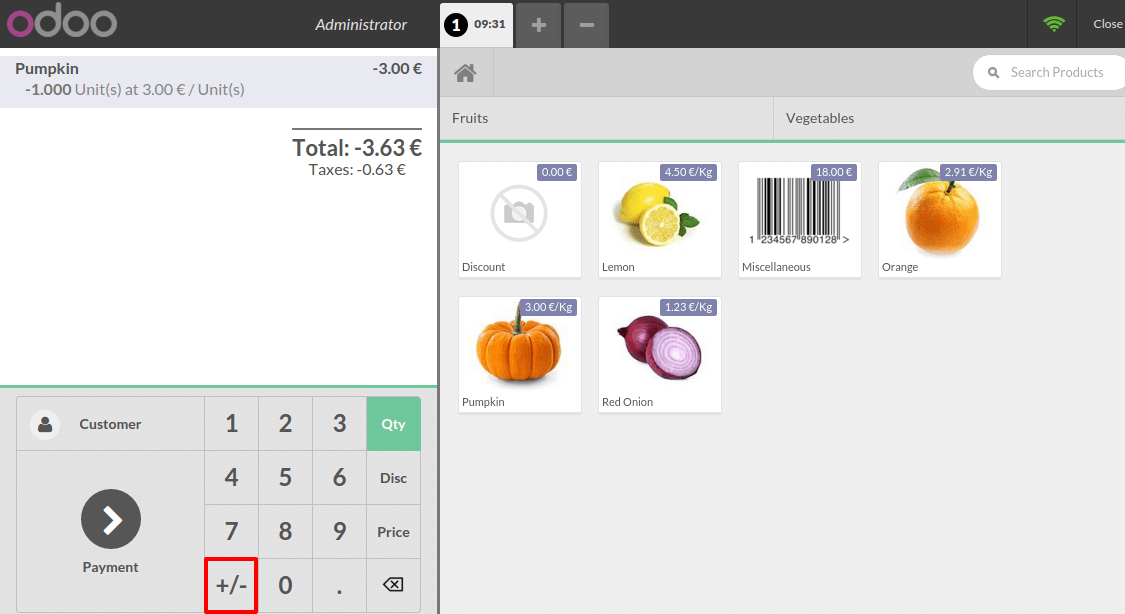 odoo
Administrator
1 09:31
+
−
Close
Pumpkin -3.00 €
-1.000 Unit(s) at 3.00 € / Unit(s)
Total: -3.63 €
Taxes: -0.63 €
Search Products
Fruits
Vegetables
0.00 €
Discount
4.50 €/Kg
Lemon
18.00 €
1 234567 890128 >
Miscellaneous
2.91 €/Kg
Orange
3.00 €/Kg
Pumpkin
1.23 €/Kg
Red Onion
Customer
Payment
1 2 3 Qty
4 5 6 Disc
7 8 9 Price
+/- 0 .